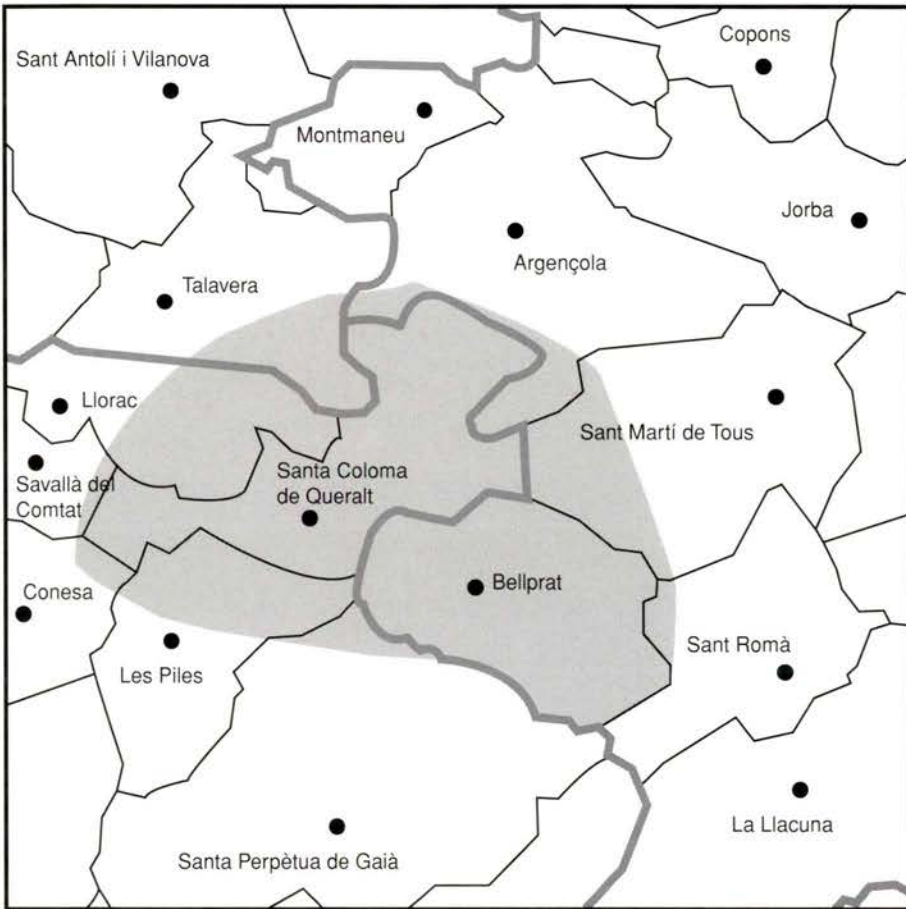 Copons
Sant Antolí i Vilanova
Montmaneu
Jorba
Argençola
Talavera
Llorac
Sant Martí de Tous
Savallà del
Comtat
Santa Coloma
de Queralt
Bellprat
Conesa
Sant Romà
Les Piles
La Llacuna
Santa Perpètua de Gaià